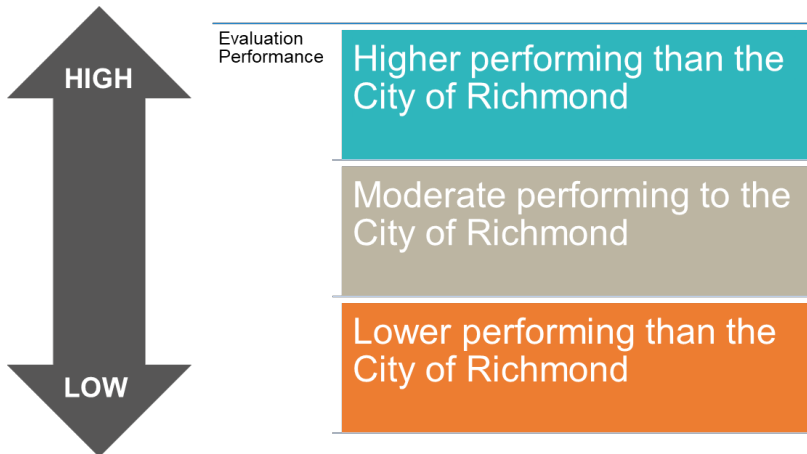 HIGH
Evaluation
Performance
Higher performing than the
City of Richmond
Moderate performing to the
City of Richmond
Lower performing than the
City of Richmond
LOW